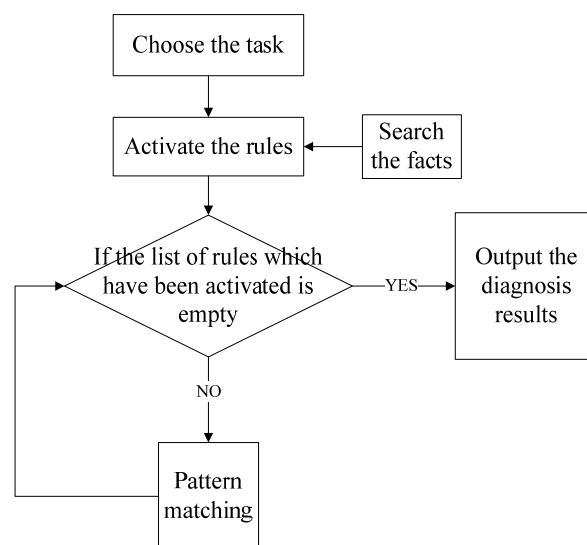 Choose the task
Activate the rules
Search
the facts
If the list of rules which
have been activated is
empty
YES
Output the
diagnosis
results
NO
Pattern
matching